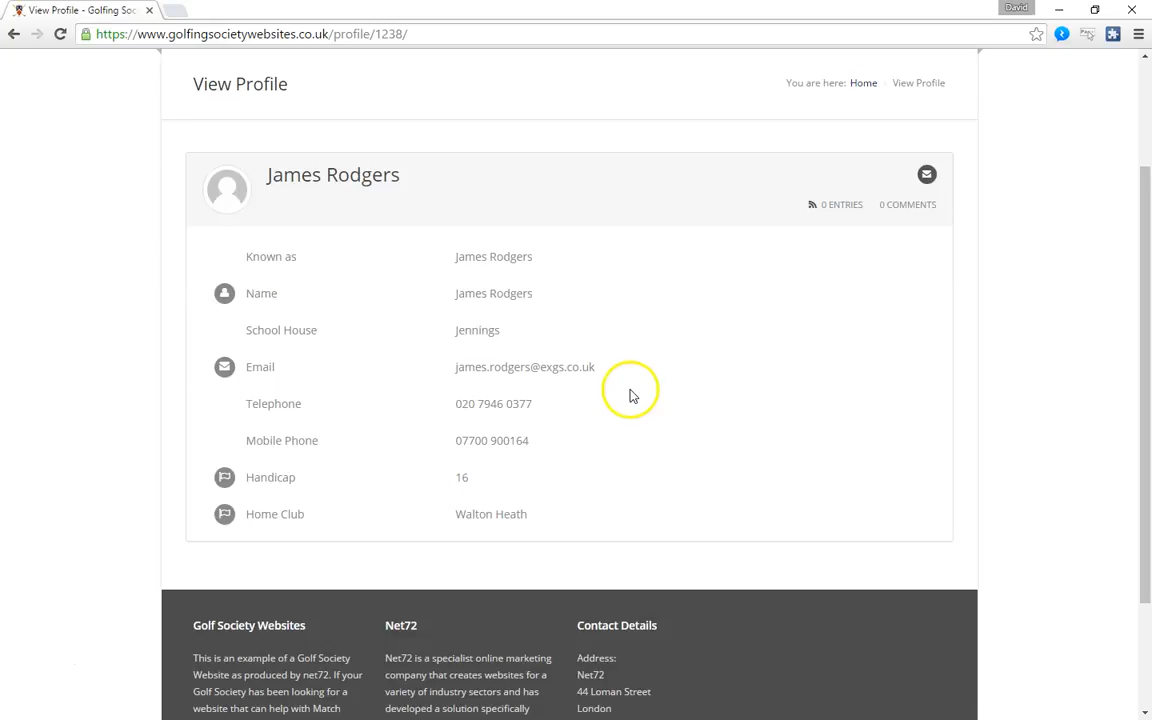 View Profile - Golfing Soc
David
https://www.golfingsocietywebsites.co.uk/profile/1238/
View Profile
You are here: Home View Profile
James Rodgers
0 ENTRIES 0 COMMENTS
Known as James Rodgers
Name James Rodgers
School House Jennings
Email james.rodgers@exgs.co.uk
Telephone 020 7946 0377
Mobile Phone 07700 900164
Handicap 16
Home Club Walton Heath
Golf Society Websites
This is an example of a Golf Society
Website as produced by net72. If your
Golf Society has been looking for a
website that can help with Match
Net72
Net72 is a specialist online marketing
company that creates websites for a
variety of industry sectors and has
developed a solution specifically
Contact Details
Address:
Net72
44 Loman Street
London